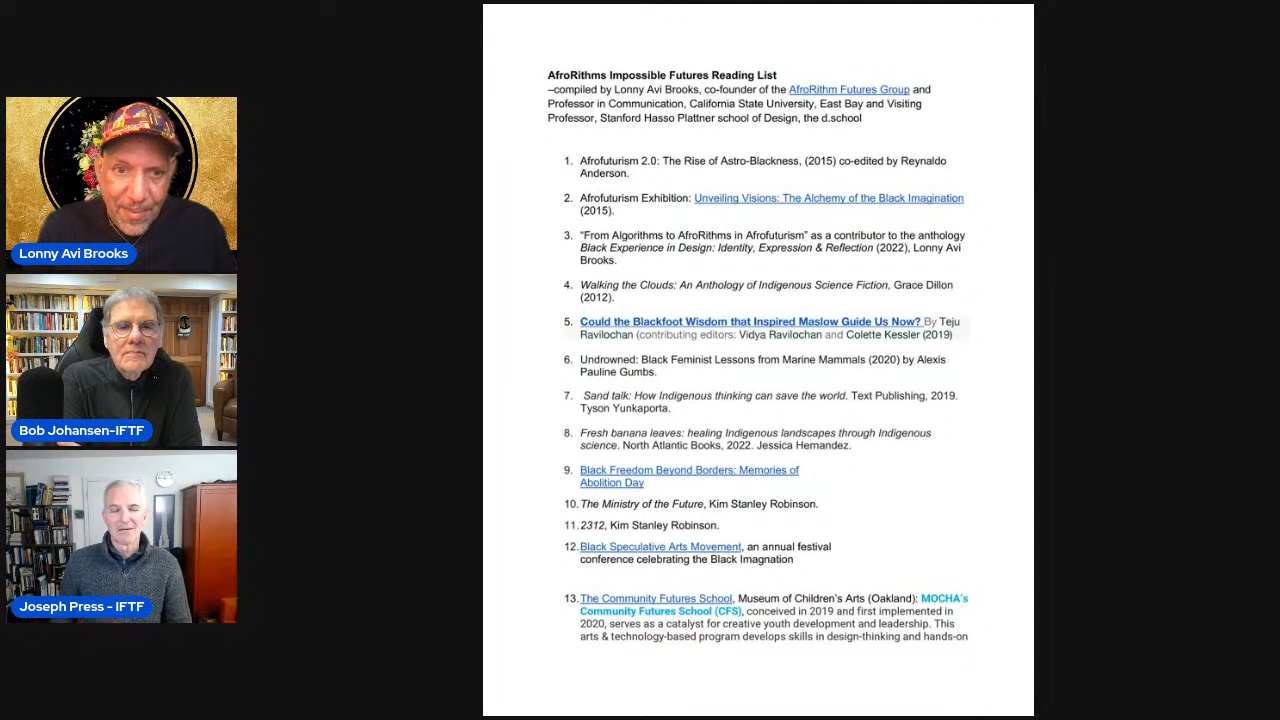 Lonny Avi Brooks
Bob Johansen-IFTF
Joseph Press - IFTF
AfroRithms Impossible Futures Reading List
–compiled by Lonny Avi Brooks, co-founder of the AfroRithm Futures Group and
Professor in Communication, California State University, East Bay and Visiting
Professor, Stanford Hasso Plattner school of Design, the d.school
1. Afrofuturism 2.0: The Rise of Astro-Blackness, (2015) co-edited by Reynaldo
Anderson.
2. Afrofuturism Exhibition: Unveiling Visions: The Alchemy of the Black Imagination
(2015).
3. “From Algorithms to AfroRithms in Afrofuturism” as a contributor to the anthology
Black Experience in Design: Identity, Expression & Reflection (2022), Lonny Avi
Brooks.
4. Walking the Clouds: An Anthology of Indigenous Science Fiction, Grace Dillon
(2012).
5. Could the Blackfoot Wisdom that Inspired Maslow Guide Us Now? By Teju
Ravilochan (contributing editors: Vidya Ravilochan and Colette Kessler (2019)
6. Undrowned: Black Feminist Lessons from Marine Mammals (2020) by Alexis
Pauline Gumbs.
7. Sand talk: How Indigenous thinking can save the world. Text Publishing, 2019.
Tyson Yunkaporta.
8. Fresh banana leaves: healing Indigenous landscapes through Indigenous
science. North Atlantic Books, 2022. Jessica Hernandez.
9. Black Freedom Beyond Borders: Memories of
Abolition Day
10. The Ministry of the Future, Kim Stanley Robinson.
11. 2312, Kim Stanley Robinson.
12. Black Speculative Arts Movement, an annual festival
conference celebrating the Black Imagnation
13. The Community Futures School, Museum of Children's Arts (Oakland): MOCHA's
Community Futures School (CFS), conceived in 2019 and first implemented in
2020, serves as a catalyst for creative youth development and leadership. This
arts & technology-based program develops skills in design-thinking and hands-on